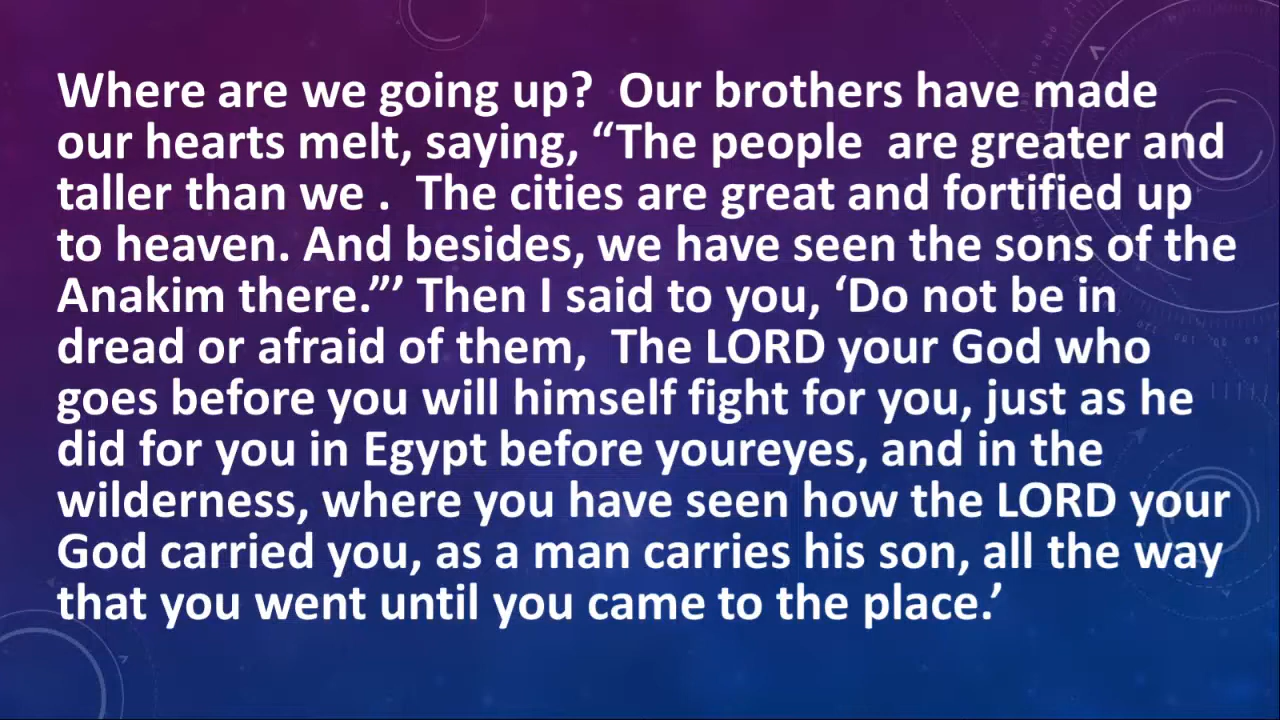 Where are we going up?  Our brothers have made
our hearts melt, saying, “The people  are greater and
taller than we .  The cities are great and fortified up
to heaven. And besides, we have seen the sons of the
Anakim there.”’ Then I said to you, ‘Do not be in
dread or afraid of them,  The LORD your God who
goes before you will himself fight for you, just as he
did for you in Egypt before youreyes, and in the
wilderness, where you have seen how the LORD your
God carried you, as a man carries his son, all the way
that you went until you came to the place.’